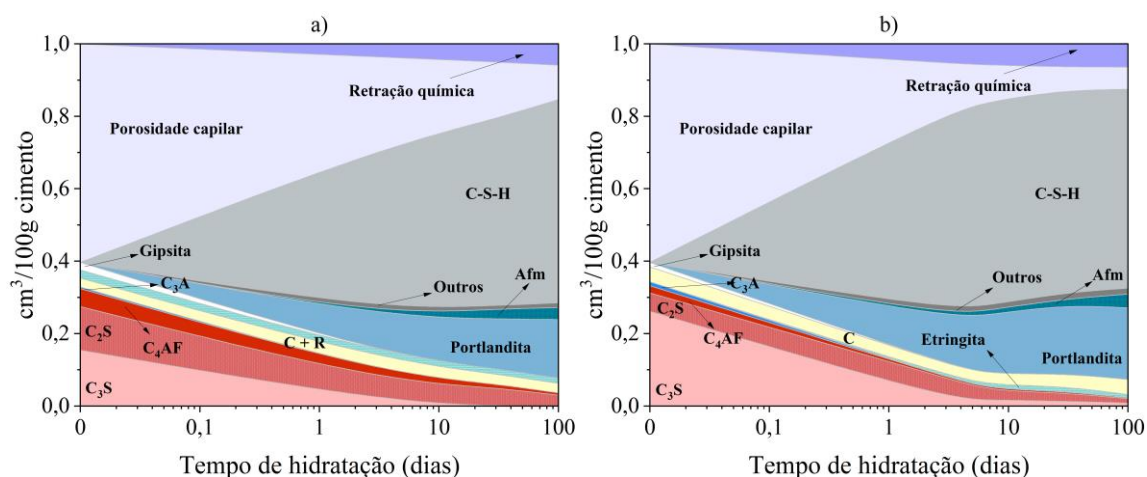 a)
cm³/100g cimento
1,0
0,8
0,6
0,4
0,2
0,0
Retração química
Porosidade capilar
C-S-H
Gipsita
C₃A
Outros
Afm
C₂S
C₄AF
C + R
Portlandita
C₃S
0
0,1
1
10
100
Tempo de hidratação (dias)
b)
cm³/100g cimento
1,0
0,8
0,6
0,4
0,2
0,0
Retração química
Porosidade capilar
C-S-H
Gipsita
C₃A
Outros
Afm
C₂S
C₄AF
C
Etringita
Portlandita
C₃S
0
0,1
1
10
100
Tempo de hidratação (dias)